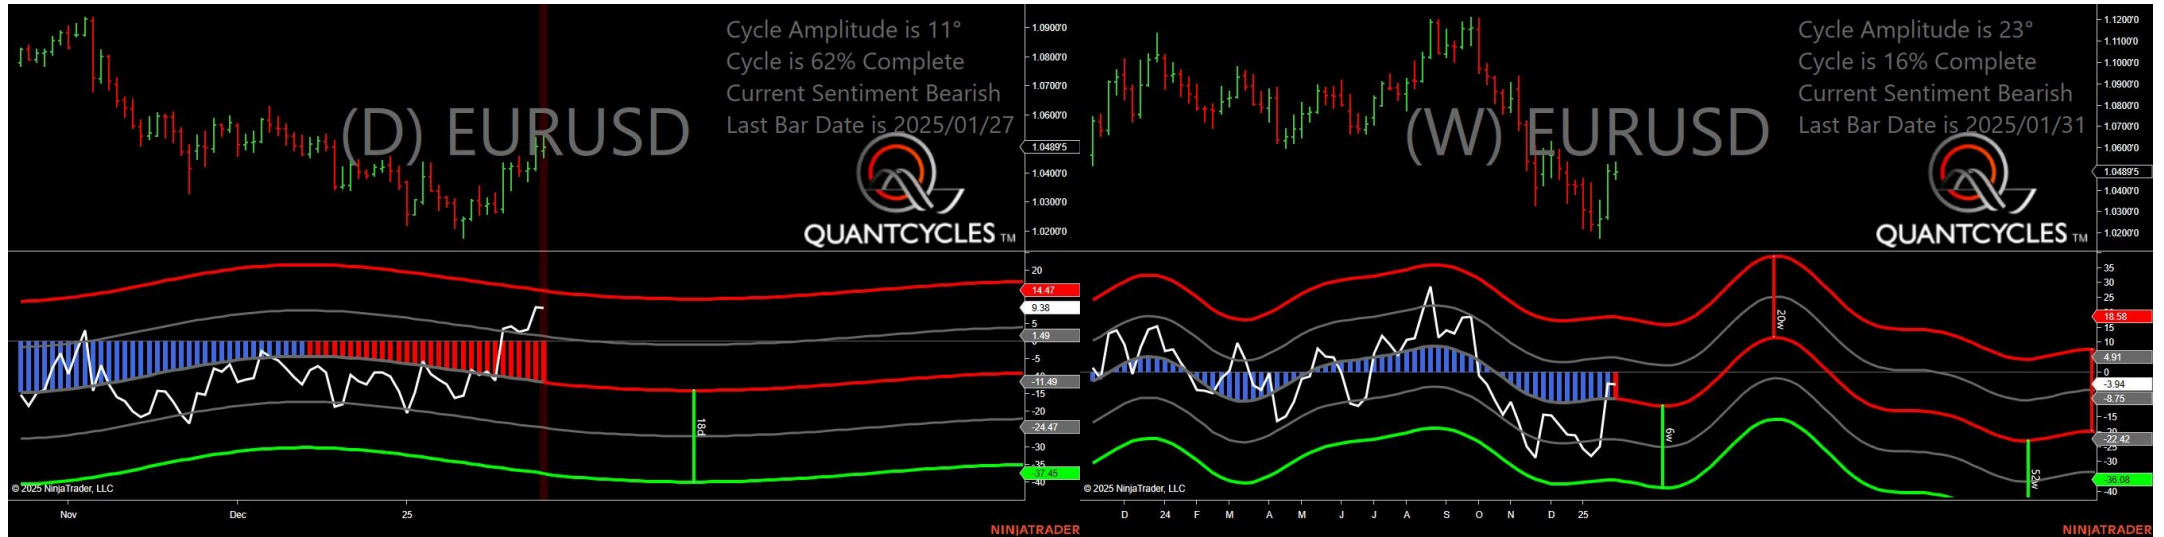 Cycle Amplitude is 11°
Cycle is 62% Complete
Current Sentiment Bearish
Last Bar Date is 2025/01/27
(D) EURUSD
QUANTCYCLES TM
1.0900'0
1.0800'0
1.0700'0
1.0600'0
1.0489'5
1.0400'0
1.0300'0
1.0200'0
20
14.47
9.38
5
1.49
-5
-11.49
-15
-20
-24.47
-30
-35
-37.45
-40
18d
© 2025 NinjaTrader, LLC
Nov
Dec
25
NINJATRADER
Cycle Amplitude is 23°
Cycle is 16% Complete
Current Sentiment Bearish
Last Bar Date is 2025/01/31
(W) EURUSD
QUANTCYCLES TM
1.1200'0
1.1100'0
1.1000'0
1.0900'0
1.0800'0
1.0700'0
1.0600'0
1.0489'5
1.0400'0
1.0300'0
1.0200'0
35
30
25
18.58
15
10
4.91
0
-3.94
-8.75
-15
-22.42
-25
-30
-36.08
-40
20w
6w
52w
© 2025 NinjaTrader, LLC
D 24 F M A M J J A S O N D 25
NINJATRADER